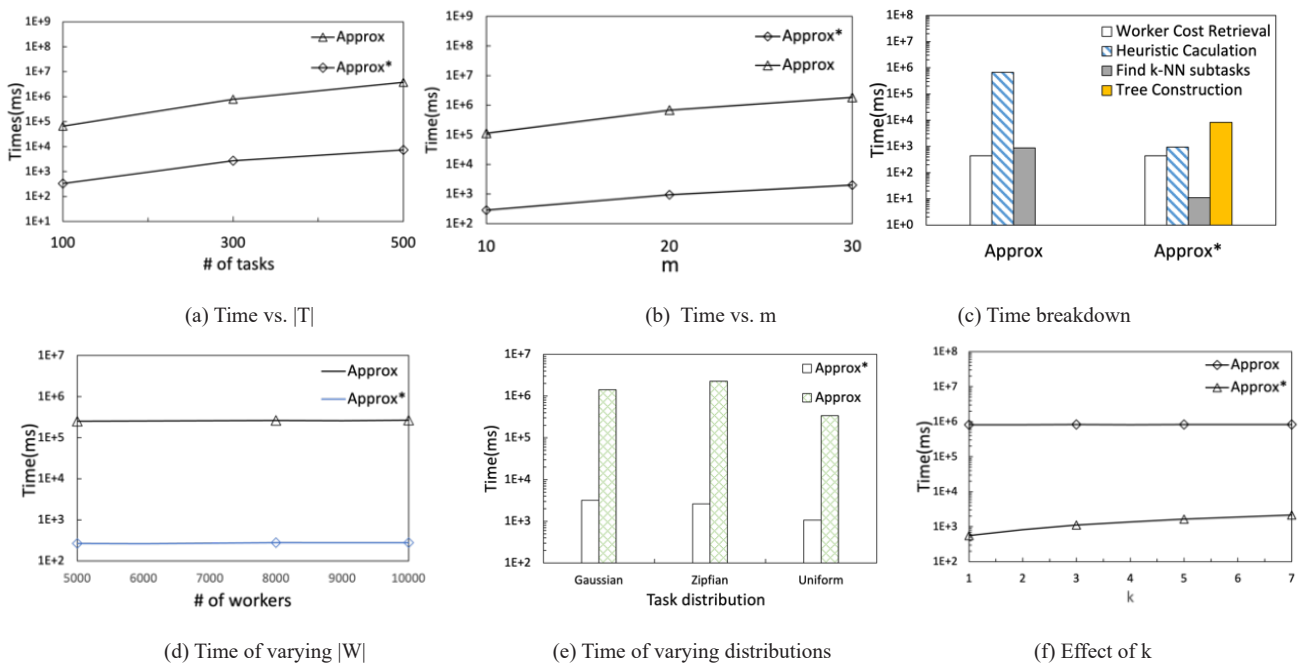 1E+9
1E+8
1E+7
1E+6
1E+5
1E+4
1E+3
1E+2
1E+1
Times(ms)
Approx
Approx*
100
300
500
# of tasks
(a) Time vs. |T|
1E+9
1E+8
1E+7
1E+6
1E+5
1E+4
1E+3
1E+2
Time(ms)
Approx*
Approx
10
20
30
m
(b) Time vs. m
1E+8
1E+7
1E+6
1E+5
1E+4
1E+3
1E+2
1E+1
1E+0
Time(ms)
Worker Cost Retrieval
Heuristic Caculation
Find k-NN subtasks
Tree Construction
Approx
Approx*
(c) Time breakdown
1E+7
1E+6
1E+5
1E+4
1E+3
1E+2
Time(ms)
Approx
Approx*
5000
6000
7000
8000
9000
10000
# of workers
(d) Time of varying |W|
1E+7
1E+6
1E+5
1E+4
1E+3
1E+2
Time(ms)
Approx*
Approx
Gaussian
Zipfian
Uniform
Task distribution
(e) Time of varying distributions
1E+8
1E+7
1E+6
1E+5
1E+4
1E+3
1E+2
Time(ms)
Approx
Approx*
1
2
3
4
5
6
7
k
(f) Effect of k